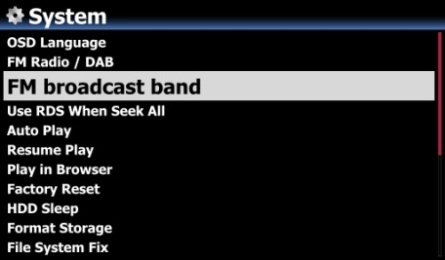 System
OSD Language
FM Radio / DAB
FM broadcast band
Use RDS When Seek All
Auto Play
Resume Play
Play in Browser
Factory Reset
HDD Sleep
Format Storage
File System Fix